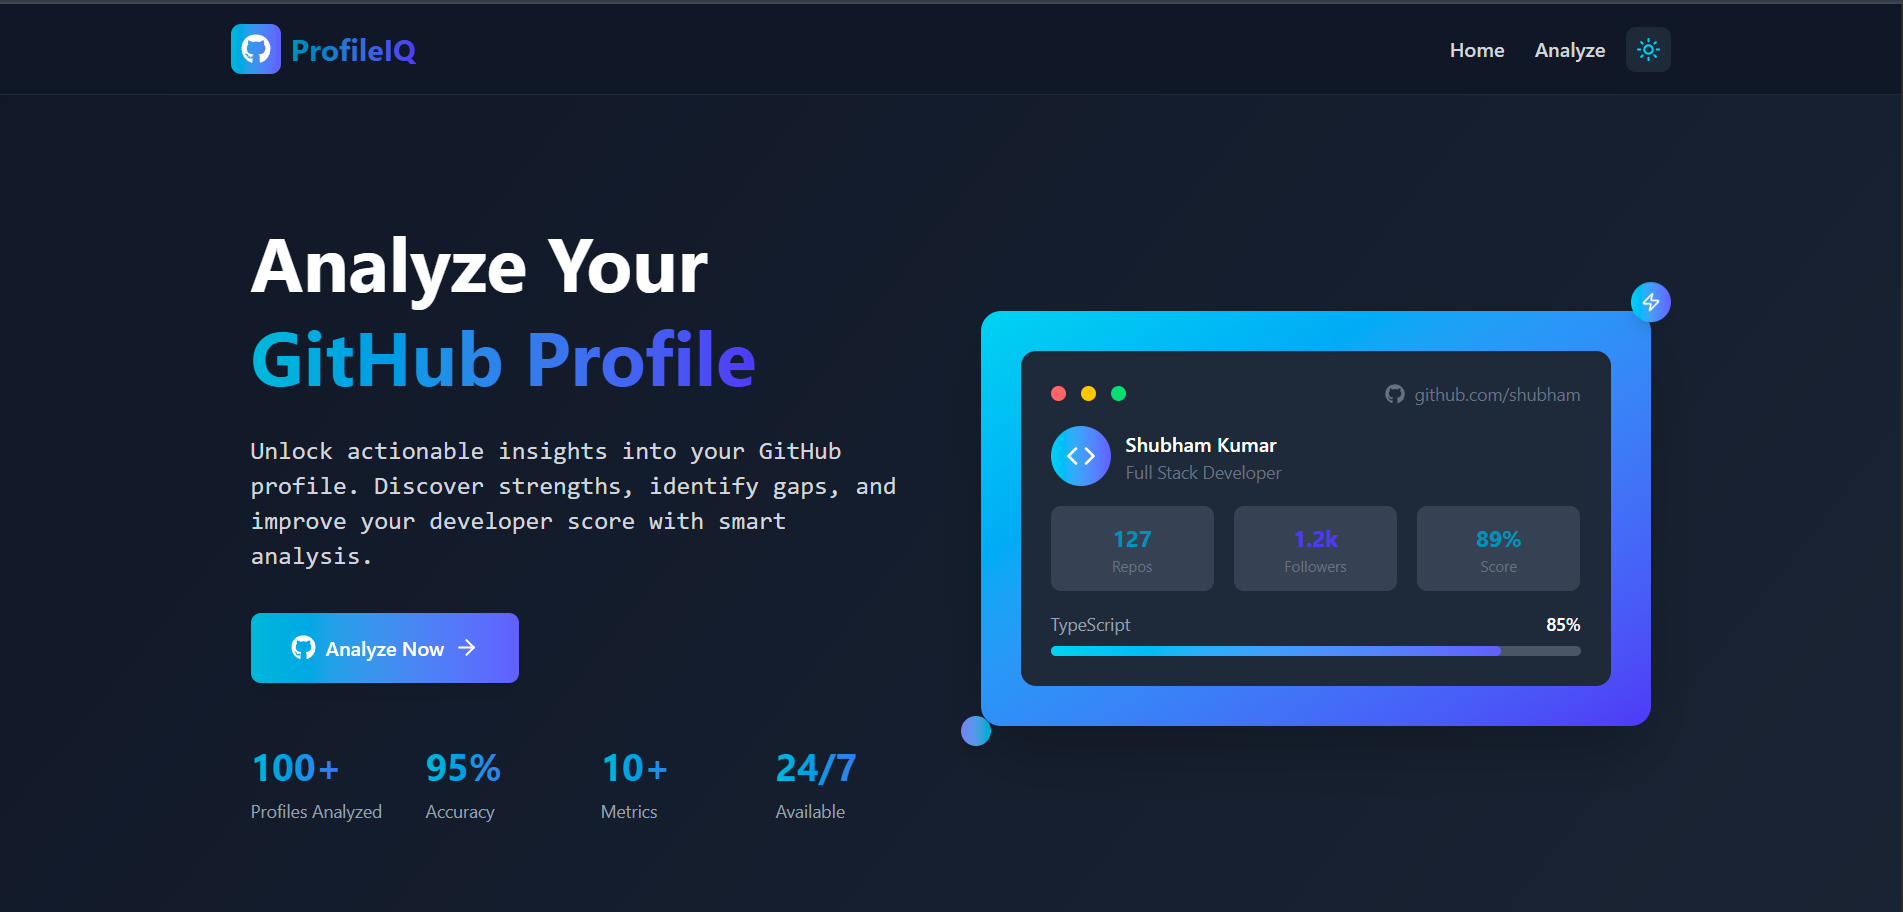 ProfileIQ
Home
Analyze
Analyze Your
GitHub Profile
Unlock actionable insights into your GitHub
profile. Discover strengths, identify gaps, and
improve your developer score with smart
analysis.
Analyze Now
100+
Profiles Analyzed
95%
Accuracy
10+
Metrics
24/7
Available
github.com/shubham
Shubham Kumar
Full Stack Developer
127
Repos
1.2k
Followers
89%
Score
TypeScript
85%